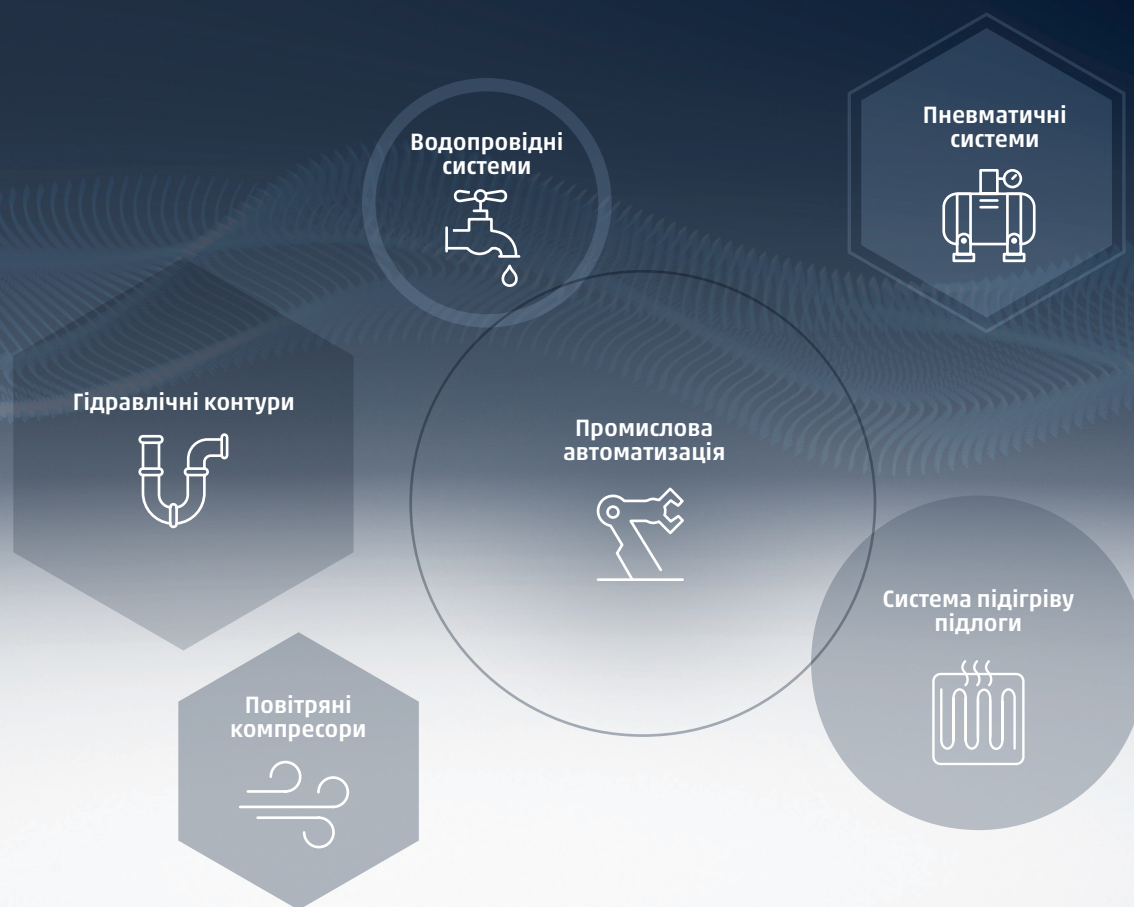 Пневматичні
системи
Водопровідні
системи
Гідравлічні контури
Промислова
автоматизація
Система підігріву
підлоги
Повітряні
компресори